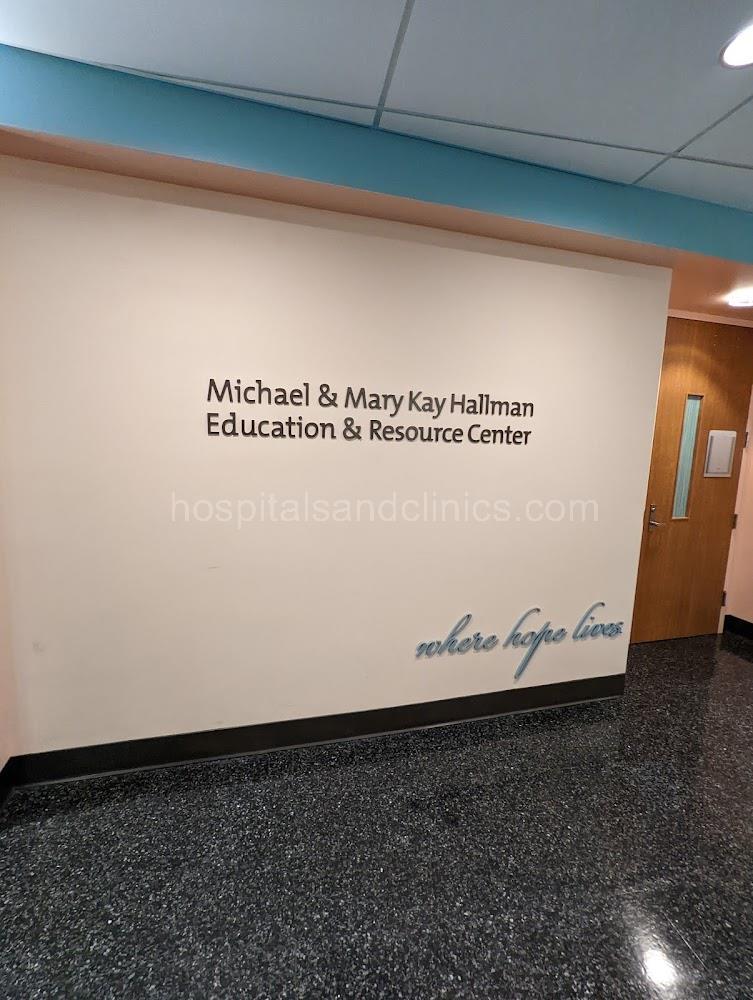 Michael & Mary Kay Hallman
Education & Resource Center
hospitalsandclinics.com
where hope lives.